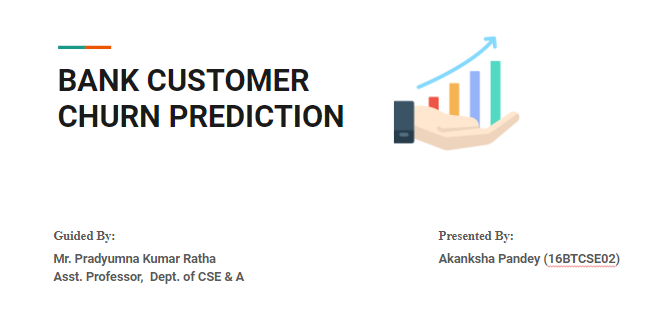 BANK CUSTOMER
CHURN PREDICTION
Guided By:
Mr. Pradyumna Kumar Ratha
Asst. Professor, Dept. of CSE & A
Presented By:
Akanksha Pandey (16BTCSE02)